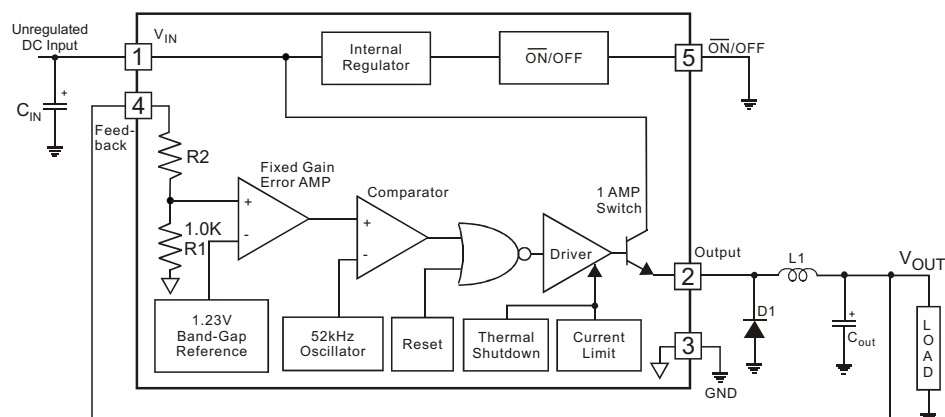 Unregulated
DC Input
1
V_IN
Internal
Regulator
ON/OFF
5
ON/OFF
C_IN
+
4
Feed-
back
R2
Fixed Gain
Error AMP
Comparator
1 AMP
Switch
1.0K
R1
+
-
+
-
Driver
2
Output
L1
V_OUT
D1
+
C_out
L
O
A
D
1.23V
Band-Gap
Reference
52kHz
Oscillator
Reset
Thermal
Shutdown
Current
Limit
3
GND